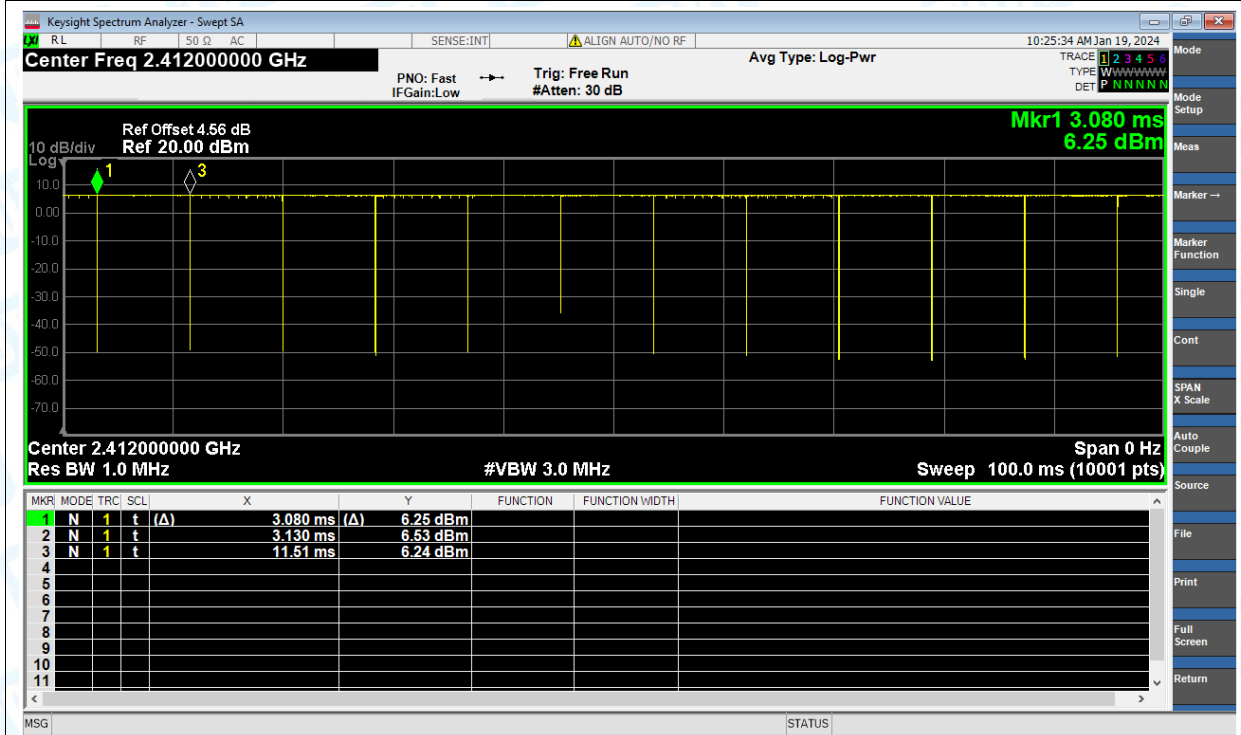 Keysight Spectrum Analyzer - Swept SA
LXI RL RF 50 Ω AC SENSE:INT ALIGN AUTO/NO RF 10:25:34 AM Jan 19, 2024
Center Freq 2.412000000 GHz Avg Type: Log-Pwr TRACE 1 2 3 4 5 6
PNO: Fast Trig: Free Run TYPE WWWWWW
IFGain:Low #Atten: 30 dB DET P N N N N N
Ref Offset 4.56 dB Mkr1 3.080 ms
10 dB/div Ref 20.00 dBm 6.25 dBm
Log
1 3
10.0
0.00
-10.0
-20.0
-30.0
-40.0
-50.0
-60.0
-70.0
Center 2.412000000 GHz Span 0 Hz
Res BW 1.0 MHz #VBW 3.0 MHz Sweep 100.0 ms (10001 pts)
MKR MODE TRC SCL X Y FUNCTION FUNCTION WIDTH FUNCTION VALUE
1 N 1 t (Δ) 3.080 ms (Δ) 6.25 dBm
2 N 1 t 3.130 ms 6.53 dBm
3 N 1 t 11.51 ms 6.24 dBm
4
5
6
7
8
9
10
11
MSG STATUS
Mode
Mode
Setup
Meas
Marker→
Marker
Function
Single
Cont
SPAN
X Scale
Auto
Couple
Source
File
Print
Full
Screen
Return